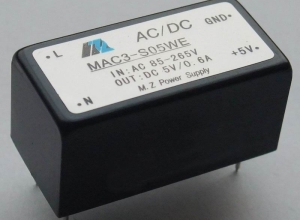 AC/DC
·L
GND·
MAC3-S05WE
IN:AC 85-265V
+5V·
OUT:DC 5V/0.6A
·N
M.Z Power Supply